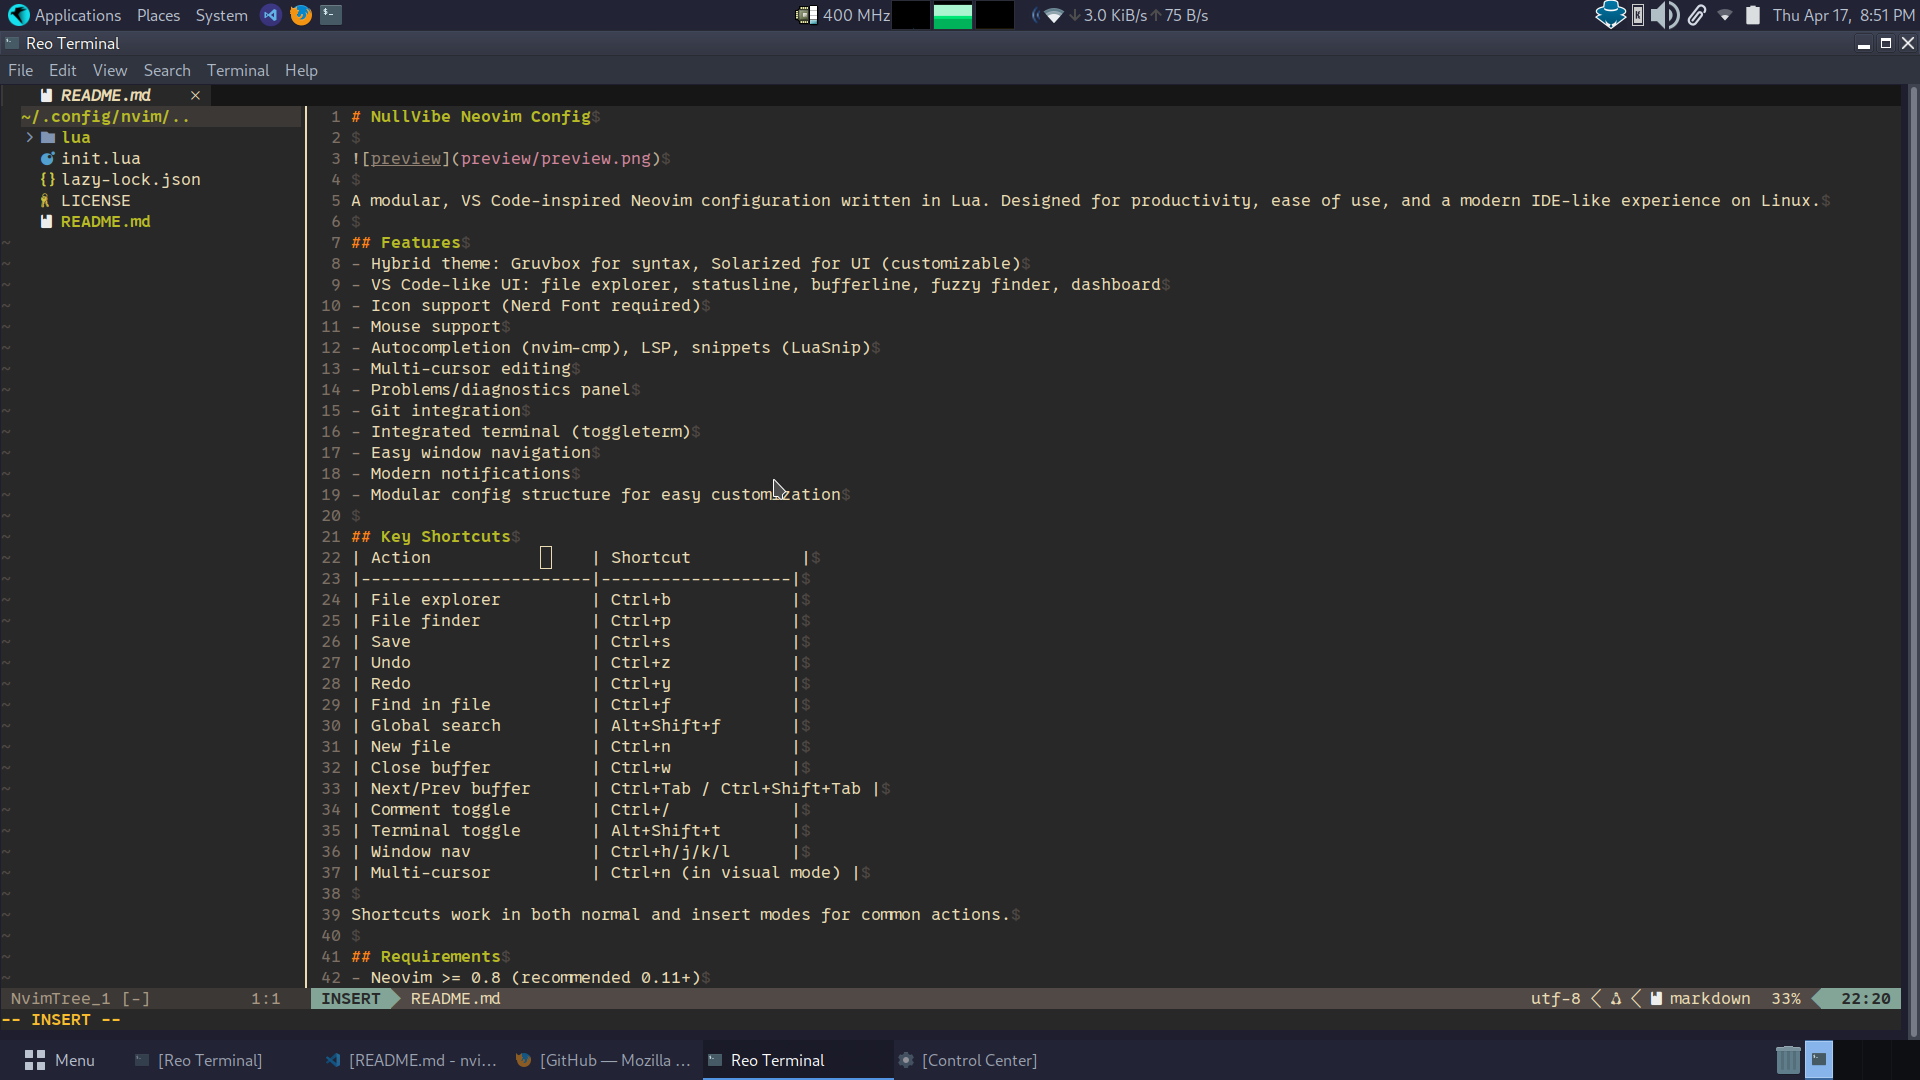 Applications Places System 400 MHz 3.0 KiB/s 75 B/s Thu Apr 17, 8:51 PM
Reo Terminal
File Edit View Search Terminal Help
README.md ×
~/.config/nvim/..
> lua
init.lua
{} lazy-lock.json
LICENSE
README.md
1 # NullVibe Neovim Config$
2 $
3 ![preview](preview/preview.png)$
4 $
5 A modular, VS Code-inspired Neovim configuration written in Lua. Designed for productivity, ease of use, and a modern IDE-like experience on Linux.$
6 $
7 ## Features$
8 - Hybrid theme: Gruvbox for syntax, Solarized for UI (customizable)$
9 - VS Code-like UI: file explorer, statusline, bufferline, fuzzy finder, dashboard$
10 - Icon support (Nerd Font required)$
11 - Mouse support$
12 - Autocompletion (nvim-cmp), LSP, snippets (LuaSnip)$
13 - Multi-cursor editing$
14 - Problems/diagnostics panel$
15 - Git integration$
16 - Integrated terminal (toggleterm)$
17 - Easy window navigation$
18 - Modern notifications$
19 - Modular config structure for easy customization$
20 $
21 ## Key Shortcuts$
22 | Action | Shortcut |$
23 |-----------------------|-------------------|$
24 | File explorer | Ctrl+b |$
25 | File finder | Ctrl+p |$
26 | Save | Ctrl+s |$
27 | Undo | Ctrl+z |$
28 | Redo | Ctrl+y |$
29 | Find in file | Ctrl+f |$
30 | Global search | Alt+Shift+f |$
31 | New file | Ctrl+n |$
32 | Close buffer | Ctrl+w |$
33 | Next/Prev buffer | Ctrl+Tab / Ctrl+Shift+Tab |$
34 | Comment toggle | Ctrl+/ |$
35 | Terminal toggle | Alt+Shift+t |$
36 | Window nav | Ctrl+h/j/k/l |$
37 | Multi-cursor | Ctrl+n (in visual mode) |$
38 $
39 Shortcuts work in both normal and insert modes for common actions.$
40 $
41 ## Requirements$
42 - Neovim >= 0.8 (recommended 0.11+)$
NvimTree_1 [-] 1:1 INSERT README.md utf-8 markdown 33% 22:20
-- INSERT --
Menu [Reo Terminal] [README.md - nvi... [GitHub — Mozilla ... Reo Terminal [Control Center]